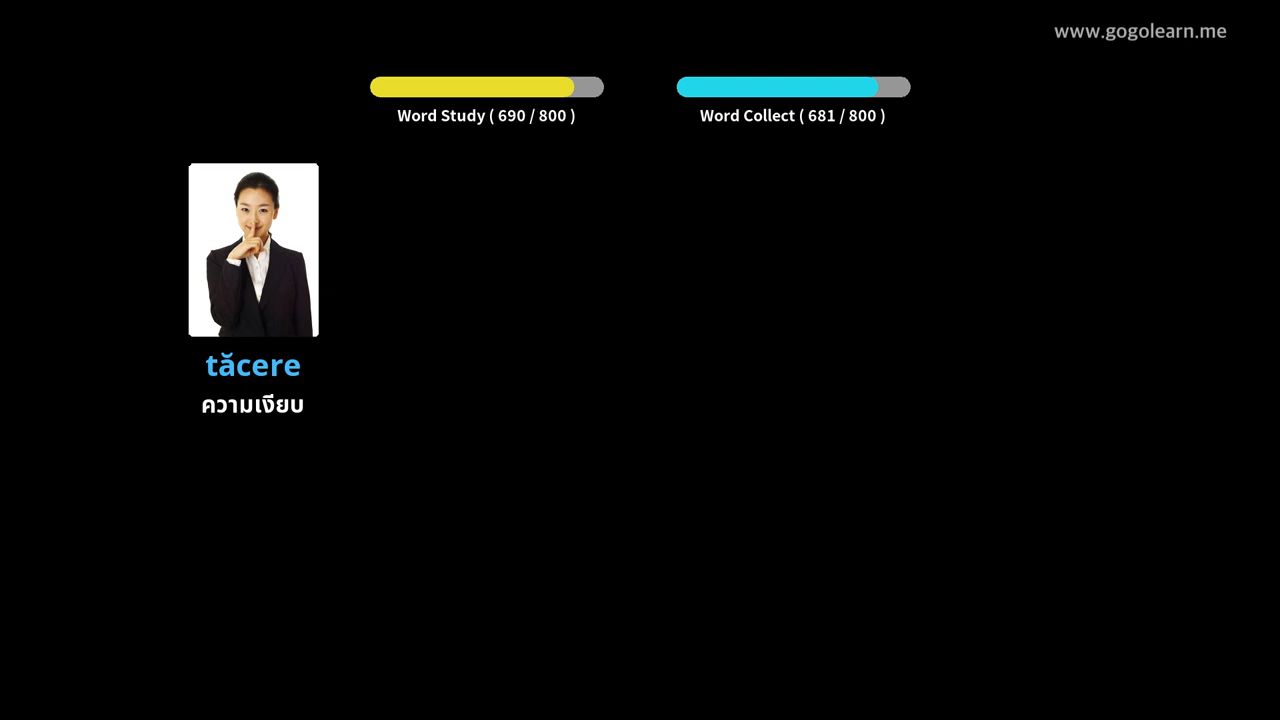 www.gogolearn.me
Word Study ( 690 / 800 )
Word Collect ( 681 / 800 )
tăcere
ความเงียบ